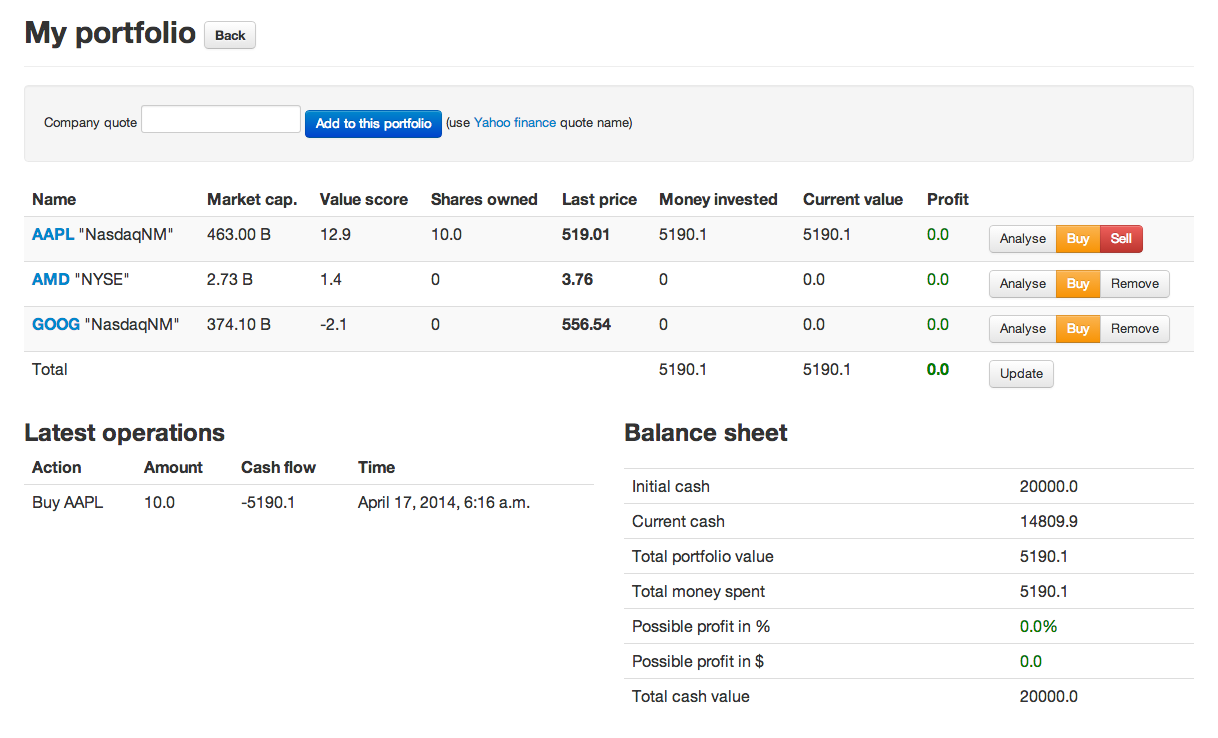 My portfolio Back
Company quote Add to this portfolio (use Yahoo finance quote name)
Name Market cap. Value score Shares owned Last price Money invested Current value Profit
AAPL "NasdaqNM" 463.00 B 12.9 10.0 519.01 5190.1 5190.1 0.0 Analyse Buy Sell
AMD "NYSE" 2.73 B 1.4 0 3.76 0 0.0 0.0 Analyse Buy Remove
GOOG "NasdaqNM" 374.10 B -2.1 0 556.54 0 0.0 0.0 Analyse Buy Remove
Total 5190.1 5190.1 0.0 Update
Latest operations
Action Amount Cash flow Time
Buy AAPL 10.0 -5190.1 April 17, 2014, 6:16 a.m.
Balance sheet
Initial cash 20000.0
Current cash 14809.9
Total portfolio value 5190.1
Total money spent 5190.1
Possible profit in % 0.0%
Possible profit in $ 0.0
Total cash value 20000.0